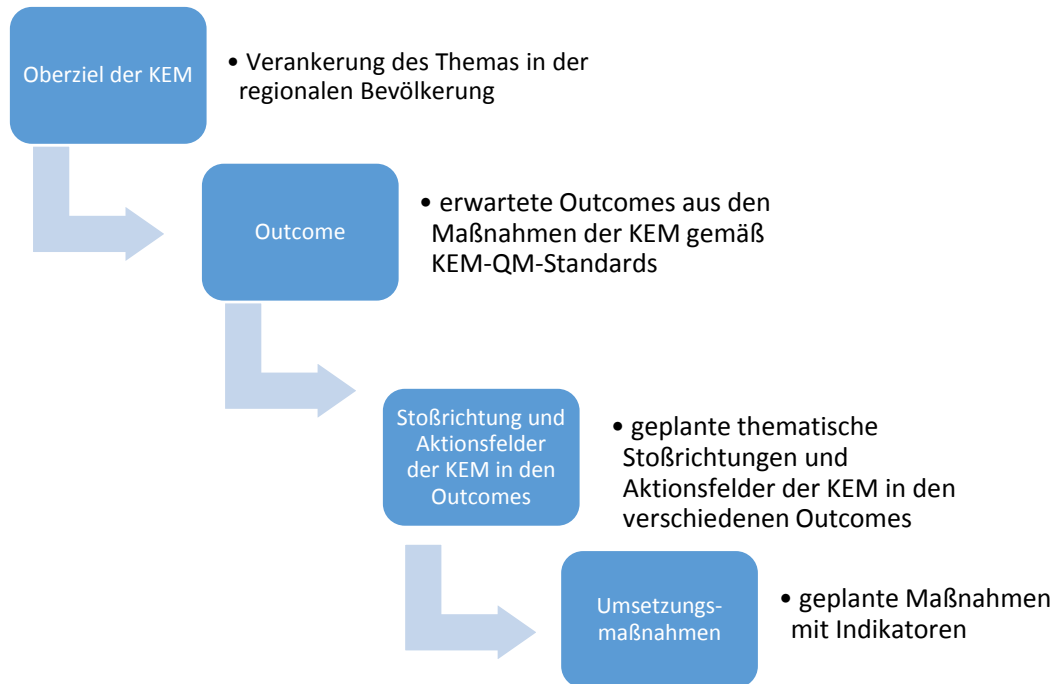 Oberziel der KEM
• Verankerung des Themas in der
regionalen Bevölkerung
Outcome
• erwartete Outcomes aus den
Maßnahmen der KEM gemäß
KEM-QM-Standards
Stoßrichtung und
Aktionsfelder
der KEM in den
Outcomes
• geplante thematische
Stoßrichtungen und
Aktionsfelder der KEM in den
verschiedenen Outcomes
Umsetzungs-
maßnahmen
• geplante Maßnahmen
mit Indikatoren